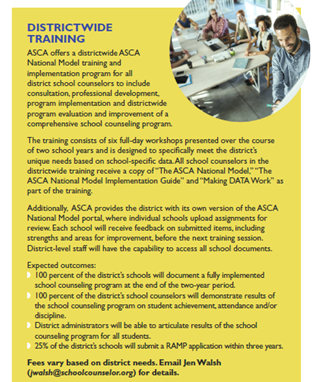 DISTRICTWIDE
TRAINING
ASCA offers a districtwide ASCA
National Model training and
implementation program for all
district school counselors to include
consultation, professional development,
program implementation and districtwide
program evaluation and improvement of a
comprehensive school counseling program.
The training consists of six full-day workshops presented over the course
of two school years and is designed to specifically meet the district's
unique needs based on school-specific data. All school counselors in the
districtwide training receive a copy of "The ASCA National Model," "The
ASCA National Model Implementation Guide" and "Making DATA Work" as
part of the training.
Additionally, ASCA provides the district with its own version of the ASCA
National Model portal, where individual schools upload assignments for
review. Each school will receive feedback on submitted items, including
strengths and areas for improvement, before the next training session.
District-level staff will have the capability to access all school documents.
Expected outcomes:
100 percent of the district's schools will document a fully implemented
school counseling program at the end of the two-year period.
100 percent of the district's school counselors will demonstrate results of
the school counseling program on student achievement, attendance and/or
discipline.
District administrators will be able to articulate results of the school
counseling program for all students.
25% of the district's schools will submit a RAMP application within three years.
Fees vary based on district needs. Email Jen Walsh
(jwalsh@schoolcounselor.org) for details.